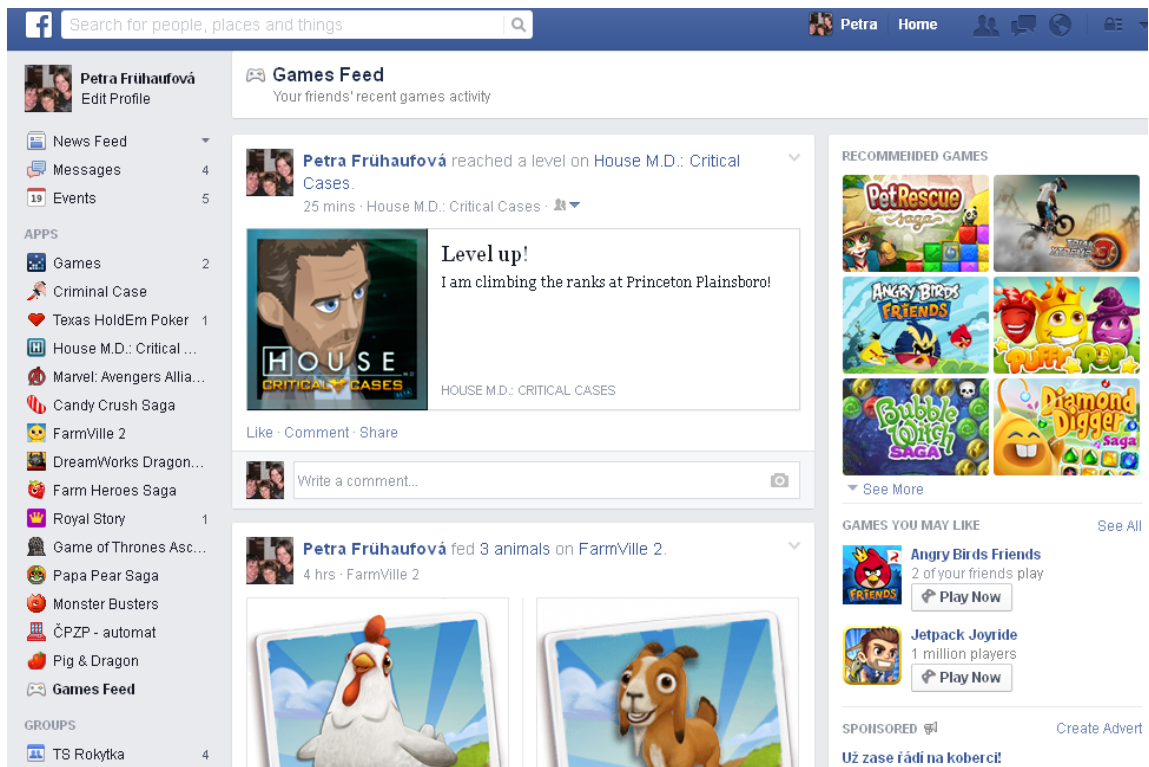 f
Search for people, places and things
Petra
Home
Petra Frühaufová
Edit Profile
News Feed
Messages 4
19 Events 5
APPS
Games 2
Criminal Case
Texas HoldEm Poker 1
House M.D.: Critical ...
Marvel: Avengers Allia...
Candy Crush Saga
FarmVille 2
DreamWorks Dragon...
Farm Heroes Saga
Royal Story 1
Game of Thrones Asc...
Papa Pear Saga
Monster Busters
ČPZP - automat
Pig & Dragon
Games Feed
GROUPS
TS Rokytka 4
Games Feed
Your friends' recent games activity
Petra Frühaufová reached a level on House M.D.: Critical
Cases.
25 mins · House M.D.: Critical Cases ·
HOUSE M.D.
CRITICAL CASES
BETA
Level up!
I am climbing the ranks at Princeton Plainsboro!
HOUSE M.D.: CRITICAL CASES
Like · Comment · Share
Write a comment...
Petra Frühaufová fed 3 animals on FarmVille 2.
4 hrs · FarmVille 2
RECOMMENDED GAMES
Pet Rescue
Saga
3
ANGRY BIRDS
FRIENDS
PUFFY POP
Bubble
Witch
SAGA
Diamond
Digger
Saga
See More
GAMES YOU MAY LIKE
See All
FRIENDS
Angry Birds Friends
2 of your friends play
Play Now
Jetpack Joyride
1 million players
Play Now
SPONSORED
Create Advert
Už zase řádí na koberci!